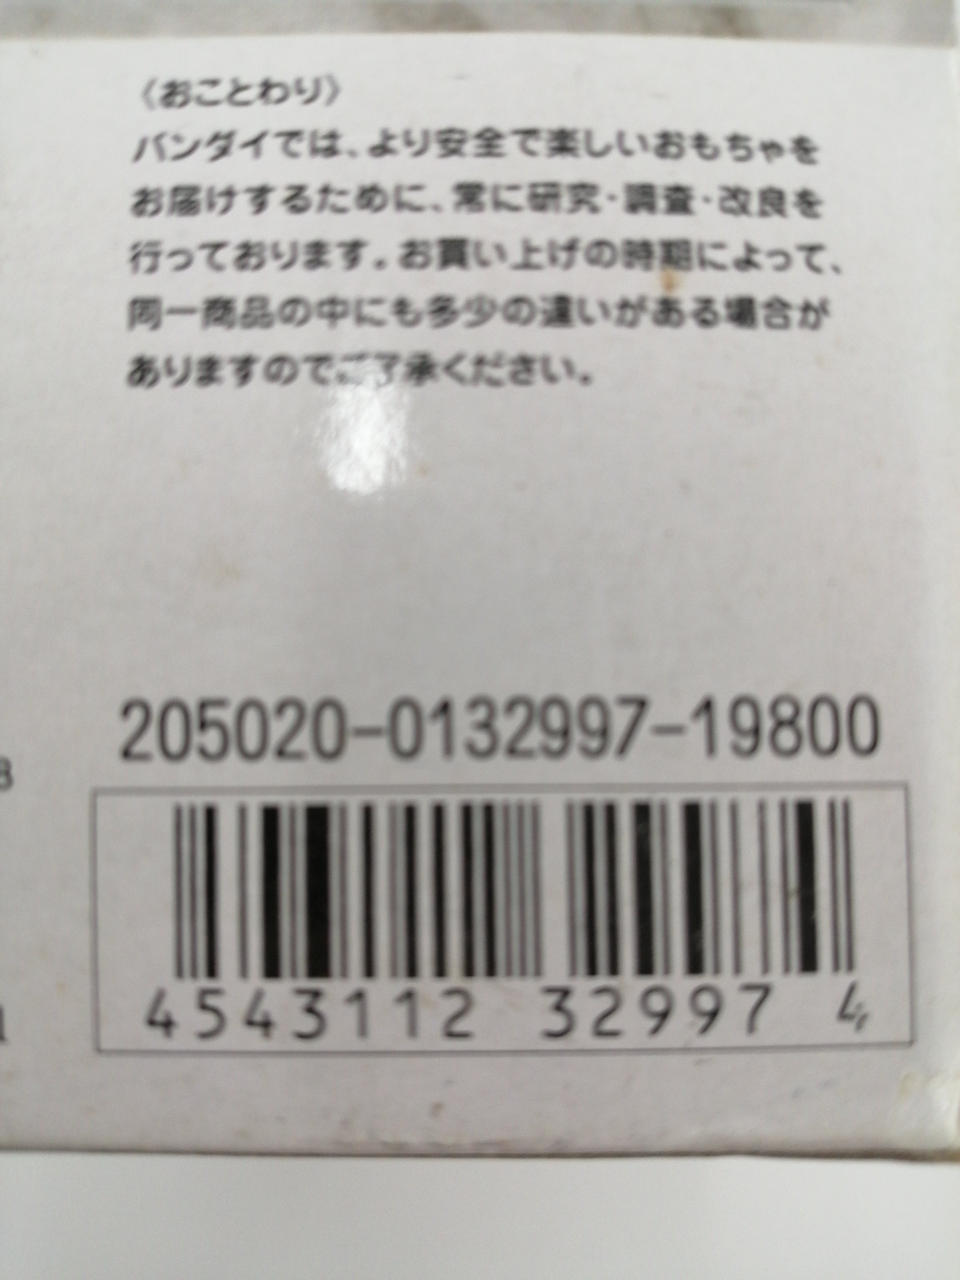 〈おことわり〉
バンダイでは、より安全で楽しいおもちゃを
お届けするために、常に研究・調査・改良を
行っております。お買い上げの時期によって、
同一商品の中にも多少の違いがある場合が
ありますのでご了承ください。
205020-0132997-19800
4543112 32997 4